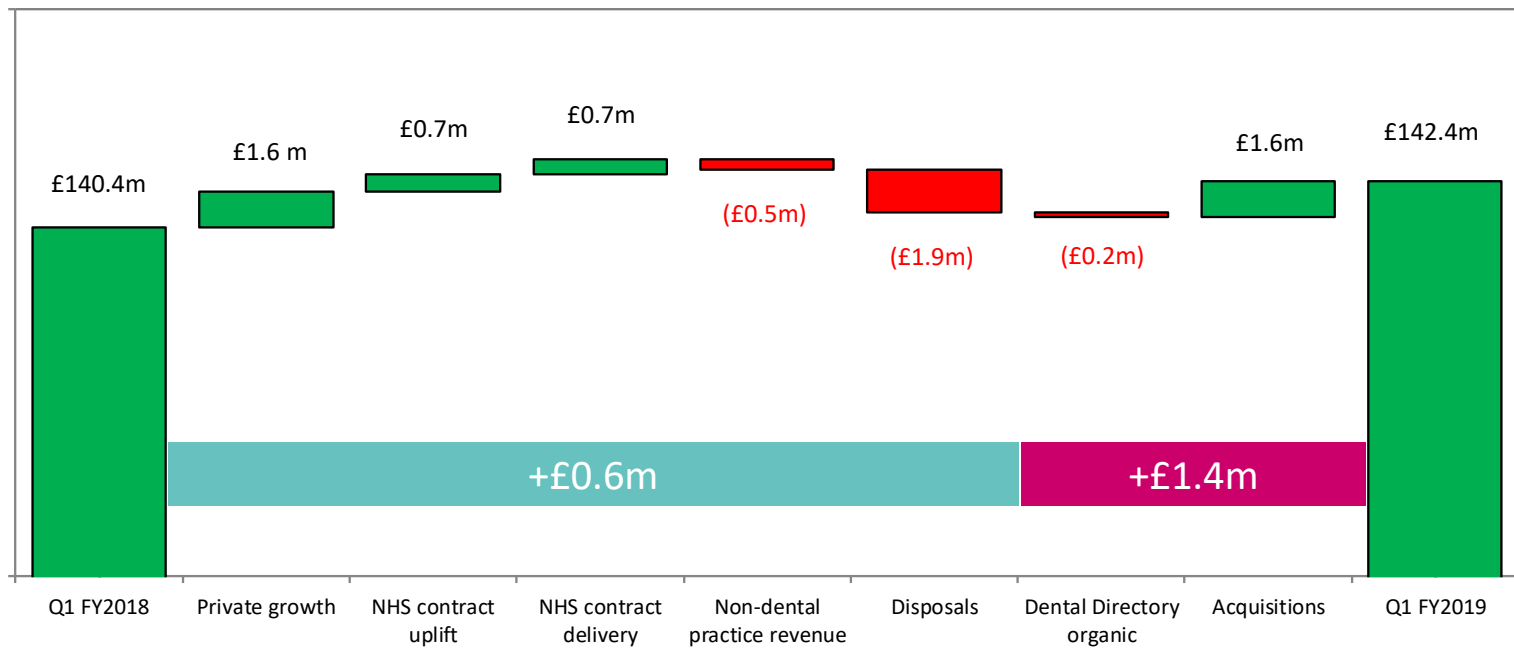 £140.4m
£1.6 m
£0.7m
£0.7m
(£0.5m)
(£1.9m)
(£0.2m)
£1.6m
£142.4m
+£0.6m
+£1.4m
Q1 FY2018
Private growth
NHS contract
uplift
NHS contract
delivery
Non-dental
practice revenue
Disposals
Dental Directory
organic
Acquisitions
Q1 FY2019